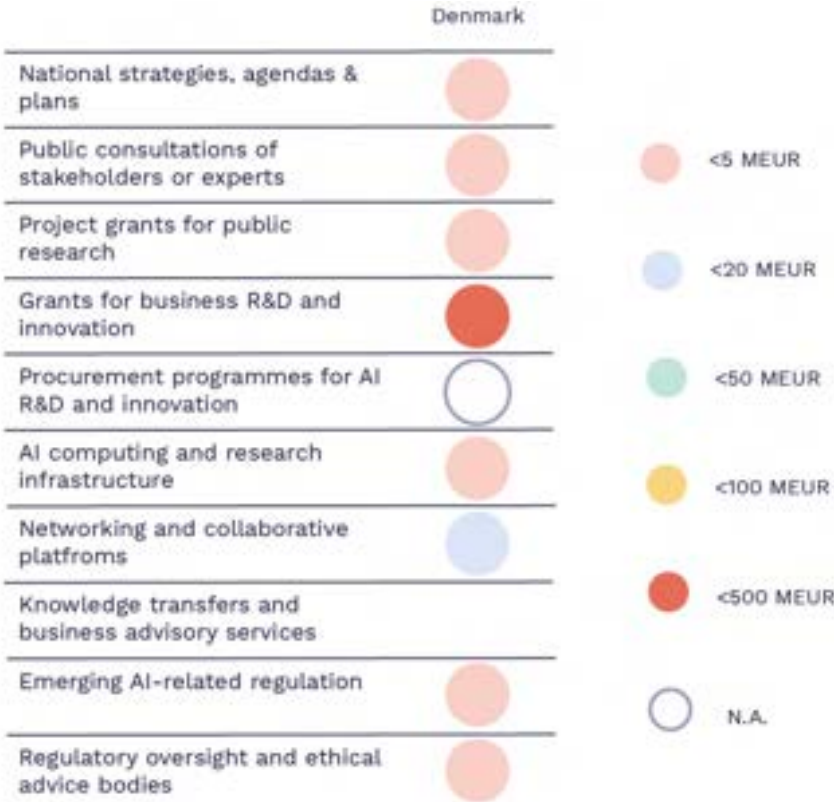 Denmark
National strategies, agendas &
plans
Public consultations of
stakeholders or experts
Project grants for public
research
Grants for business R&D and
innovation
Procurement programmes for AI
R&D and innovation
AI computing and research
infrastructure
Networking and collaborative
platfroms
Knowledge transfers and
business advisory services
Emerging AI-related regulation
Regulatory oversight and ethical
advice bodies
<5 MEUR
<20 MEUR
<50 MEUR
<100 MEUR
<500 MEUR
N.A.